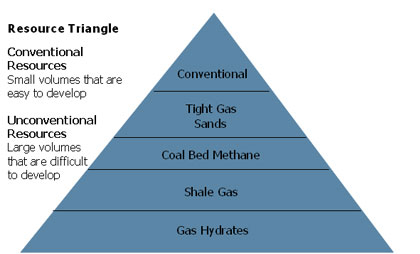 Resource Triangle
Conventional
Resources
Small volumes that are
easy to develop
Unconventional
Resources
Large volumes
that are difficult
to develop
Conventional
Tight Gas
Sands
Coal Bed Methane
Shale Gas
Gas Hydrates